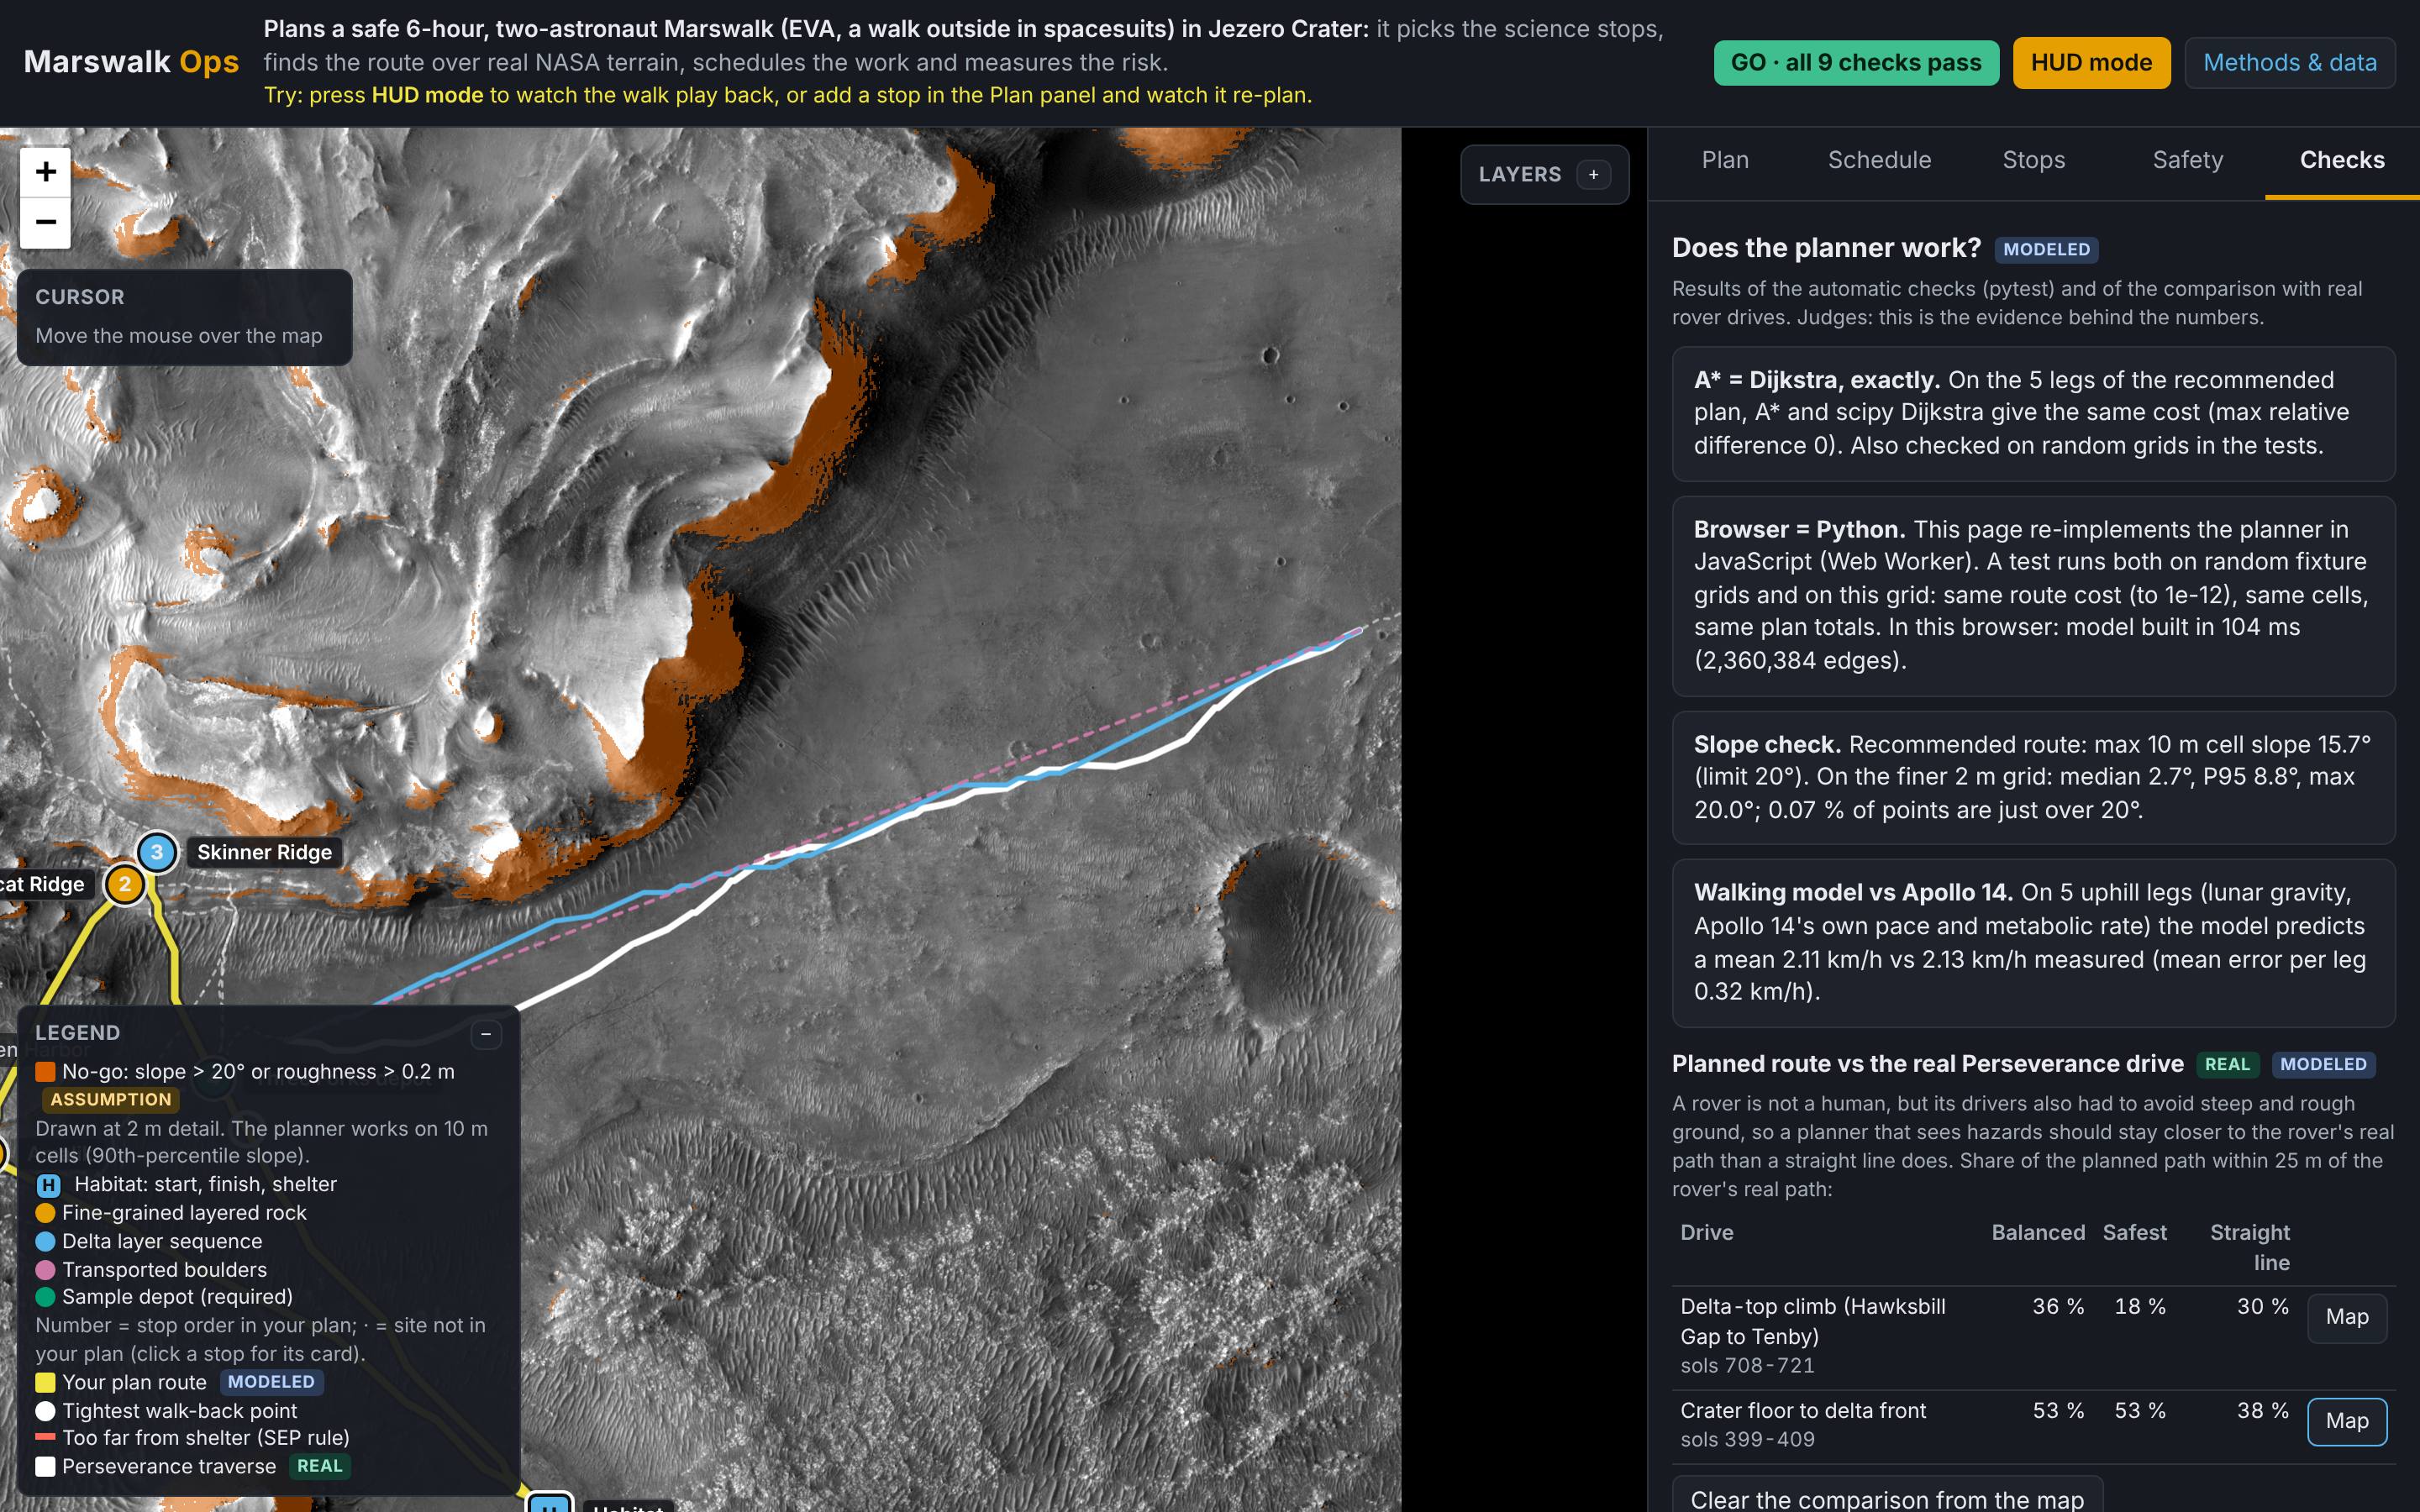 Marswalk Ops
Plans a safe 6-hour, two-astronaut Marswalk (EVA, a walk outside in spacesuits) in Jezero Crater: it picks the science stops,
finds the route over real NASA terrain, schedules the work and measures the risk.
Try: press HUD mode to watch the walk play back, or add a stop in the Plan panel and watch it re-plan.
GO · all 9 checks pass
HUD mode
Methods & data
+
−
CURSOR
Move the mouse over the map
LAYERS +
3
Skinner Ridge
cat Ridge
2
LEGEND
−
No-go: slope > 20° or roughness > 0.2 m
ASSUMPTION
Drawn at 2 m detail. The planner works on 10 m
cells (90th-percentile slope).
H Habitat: start, finish, shelter
Fine-grained layered rock
Delta layer sequence
Transported boulders
Sample depot (required)
Number = stop order in your plan; · = site not in
your plan (click a stop for its card).
Your plan route MODELED
Tightest walk-back point
Too far from shelter (SEP rule)
Perseverance traverse REAL
H
Habitat
Plan
Schedule
Stops
Safety
Checks
Does the planner work? MODELED
Results of the automatic checks (pytest) and of the comparison with real
rover drives. Judges: this is the evidence behind the numbers.
A* = Dijkstra, exactly. On the 5 legs of the recommended
plan, A* and scipy Dijkstra give the same cost (max relative
difference 0). Also checked on random grids in the tests.
Browser = Python. This page re-implements the planner in
JavaScript (Web Worker). A test runs both on random fixture
grids and on this grid: same route cost (to 1e-12), same cells,
same plan totals. In this browser: model built in 104 ms
(2,360,384 edges).
Slope check. Recommended route: max 10 m cell slope 15.7°
(limit 20°). On the finer 2 m grid: median 2.7°, P95 8.8°, max
20.0°; 0.07 % of points are just over 20°.
Walking model vs Apollo 14. On 5 uphill legs (lunar gravity,
Apollo 14's own pace and metabolic rate) the model predicts
a mean 2.11 km/h vs 2.13 km/h measured (mean error per leg
0.32 km/h).
Planned route vs the real Perseverance drive REAL MODELED
A rover is not a human, but its drivers also had to avoid steep and rough
ground, so a planner that sees hazards should stay closer to the rover's real
path than a straight line does. Share of the planned path within 25 m of the
rover's real path:
Drive Balanced Safest Straight
line
Delta-top climb (Hawksbill 36 % 18 % 30 % Map
Gap to Tenby)
sols 708-721
Crater floor to delta front 53 % 53 % 38 % Map
sols 399-409
Clear the comparison from the map